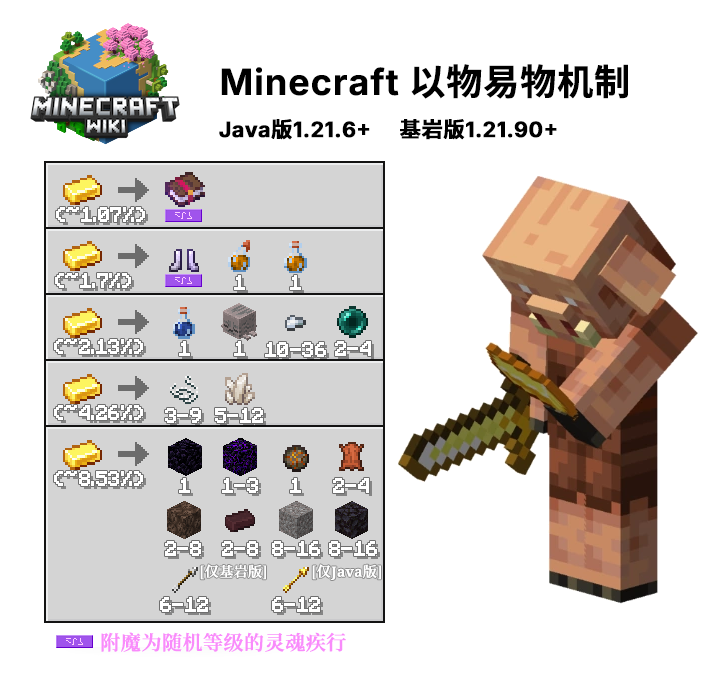 MINECRAFT
WIKI
Minecraft 以物易物机制
Java版1.21.6+ 基岩版1.21.90+
(~1.07%)
(~1.7%) 1 1
(~2.13%) 1 1 10-36 2-4
(~4.26%) 3-9 5-12
(~8.53%) 1 1-3 1 2-4
2-8 2-8 8-16 8-16
[仅基岩版] [仅Java版]
6-12 6-12
附魔为随机等级的灵魂疾行